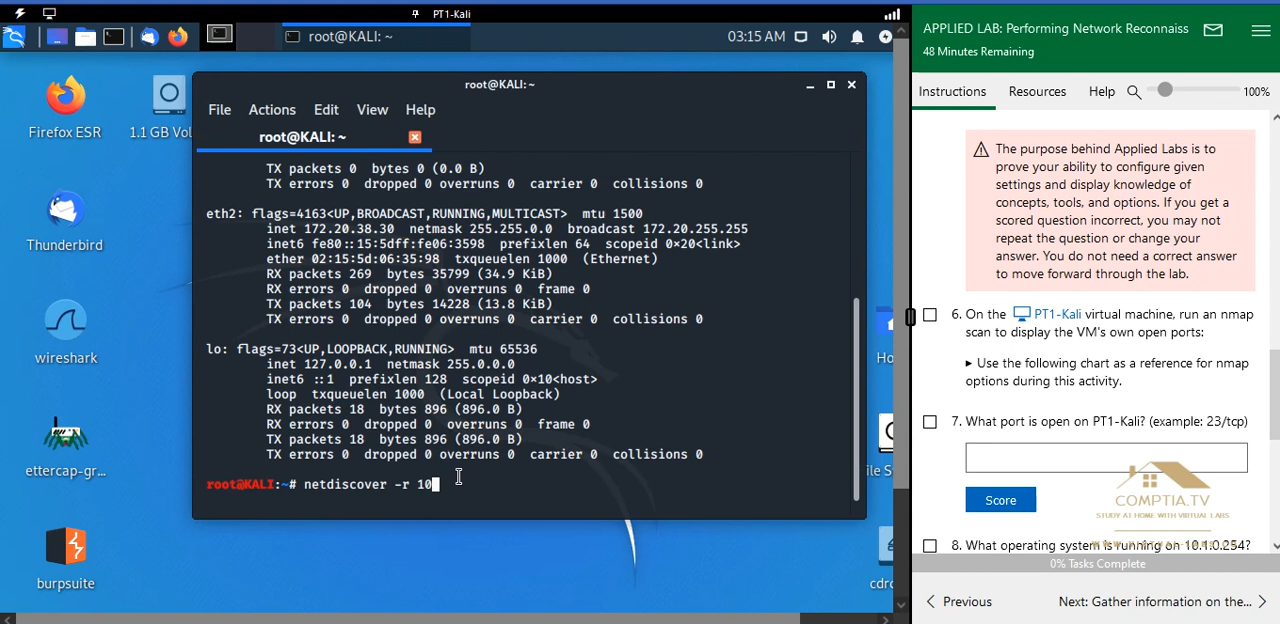 PT1-Kali
root@KALI: ~
03:15 AM
Firefox ESR
1.1 GB Vol
Thunderbird
wireshark
ettercap-gr...
burpsuite
root@KALI:~
File Actions Edit View Help
root@KALI: ~
TX packets 0 bytes 0 (0.0 B)
TX errors 0 dropped 0 overruns 0 carrier 0 collisions 0
eth2: flags=4163<UP,BROADCAST,RUNNING,MULTICAST> mtu 1500
inet 172.20.38.30 netmask 255.255.0.0 broadcast 172.20.255.255
inet6 fe80::15:5dff:fe06:3598 prefixlen 64 scopeid 0×20<link>
ether 02:15:5d:06:35:98 txqueuelen 1000 (Ethernet)
RX packets 269 bytes 35799 (34.9 KiB)
RX errors 0 dropped 0 overruns 0 frame 0
TX packets 104 bytes 14228 (13.8 KiB)
TX errors 0 dropped 0 overruns 0 carrier 0 collisions 0
lo: flags=73<UP,LOOPBACK,RUNNING> mtu 65536
inet 127.0.0.1 netmask 255.0.0.0
inet6 ::1 prefixlen 128 scopeid 0×10<host>
loop txqueuelen 1000 (Local Loopback)
RX packets 18 bytes 896 (896.0 B)
RX errors 0 dropped 0 overruns 0 frame 0
TX packets 18 bytes 896 (896.0 B)
TX errors 0 dropped 0 overruns 0 carrier 0 collisions 0
root@KALI:~# netdiscover -r 10
Ho
ile S
cdro
APPLIED LAB: Performing Network Reconnaiss
48 Minutes Remaining
Instructions Resources Help 100%
The purpose behind Applied Labs is to
prove your ability to configure given
settings and display knowledge of
concepts, tools, and options. If you get
a scored question incorrect, you may not
repeat the question or change your
answer. You do not need a correct answer
to move forward through the lab.
6. On the PT1-Kali virtual machine, run an nmap
scan to display the VM's own open ports:
▸ Use the following chart as a reference for nmap
options during this activity.
7. What port is open on PT1-Kali? (example: 23/tcp)
Score
COMPTIA.TV
STUDY AT HOME WITH VIRTUAL LABS
8. What operating system is running on 10.1.0.254?
0% Tasks Complete
Previous
Next: Gather information on the...